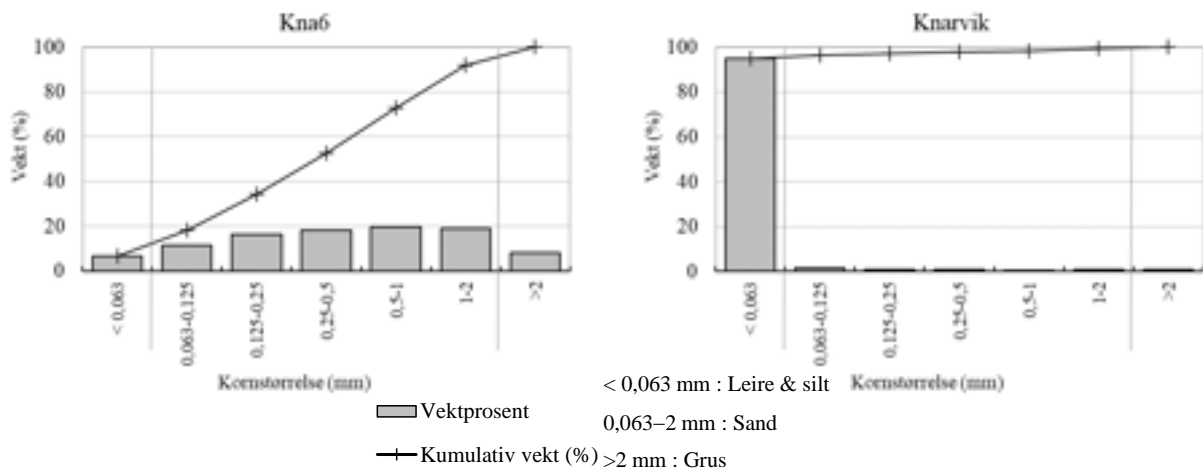 Kna6
Vekt (%)
100
80
60
40
20
0
< 0,063
0,063-0,125
0,125-0,25
0,25-0,5
0,5-1
1-2
>2
Kornstørrelse (mm)
Knarvik
Vekt (%)
100
80
60
40
20
0
< 0,063
0,063-0,125
0,125-0,25
0,25-0,5
0,5-1
1-2
>2
Kornstørrelse (mm)
Vektprosent
Kumulativ vekt (%)
< 0,063 mm : Leire & silt
0,063–2 mm : Sand
>2 mm : Grus